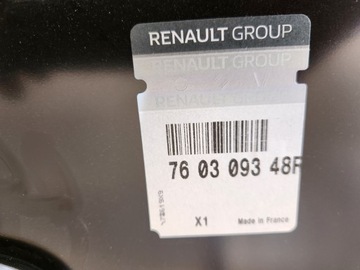 RENAULT GROUP
RENAULT GROUP
76 03 093 48R
X1
Made in France